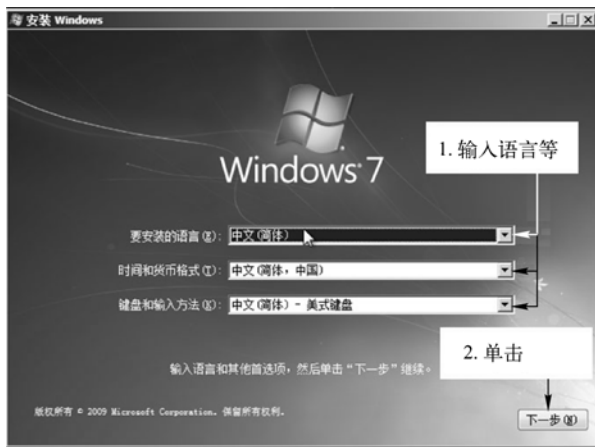 安装 Windows
Windows 7
1. 输入语言等
要安装的语言(E): 中文(简体)
时间和货币格式(T): 中文(简体，中国)
键盘和输入方法(K): 中文(简体) - 美式键盘
2. 单击
输入语言和其他首选项，然后单击“下一步”继续。
版权所有 © 2009 Microsoft Corporation。保留所有权利。
下一步(N)